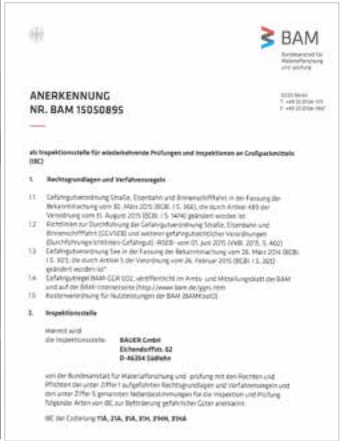 BAM
Bundesanstalt für
Materialforschung
und -prüfung
12205 Berlin
ANERKENNUNG
NR. BAM 15050895
als Inspektionsstelle für wiederkehrende Prüfungen und Inspektionen an Großpackmitteln
(IBC)
1. Rechtsgrundlagen und Verfahrensregeln
1.1 Gefahrgutverordnung Straße, Eisenbahn und Binnenschifffahrt in der Fassung der
Bekanntmachung vom 30. März 2015 (BGBl. I S. 366), die durch Artikel 489 der
Verordnung vom 31. August 2015 (BGBl. I S. 1474) geändert worden ist
1.2 Richtlinien zur Durchführung der Gefahrgutverordnung Straße, Eisenbahn und
Binnenschifffahrt (GGVSEB) und weiterer gefahrgutrechtlicher Verordnungen
(Durchführungsrichtlinien-Gefahrgut) -RSEB- vom 01. Juni 2015 (VkBl. 2015, S. 402)
1.3 Gefahrgutverordnung See in der Fassung der Bekanntmachung vom 26. März 2014 (BGBl.
I S. 301), die durch Artikel 5 der Verordnung vom 26. Februar 2015 (BGBl. I S. 265)
geändert worden ist"
1.4 Gefahrgutregel BAM-GGR 002, veröffentlicht im Amts- und Mitteilungsblatt der BAM
und auf der BAM-Internetseite (http://www.bam.de/ggrs.htm
1.5 Kostenverordnung für Nutzleistungen der BAM (BAMKostO)
2. Inspektionsstelle
Hiermit wird
die Inspektionsstelle: BAUER GmbH
Eichendorffstr. 62
D-46354 Südlohn
von der Bundesanstalt für Materialforschung und -prüfung mit den Rechten und
Pflichten der unter Ziffer 1 aufgeführten Rechtsgrundlagen und Verfahrensregeln und
den unter Ziffer 5 genannten Nebenbestimmungen für die Inspektion und Prüfung
folgender Arten von IBC zur Beförderung gefährlicher Güter anerkannt:
IBC der Codierung 11A, 21A, 31A, 31H, 31HH, 31HA